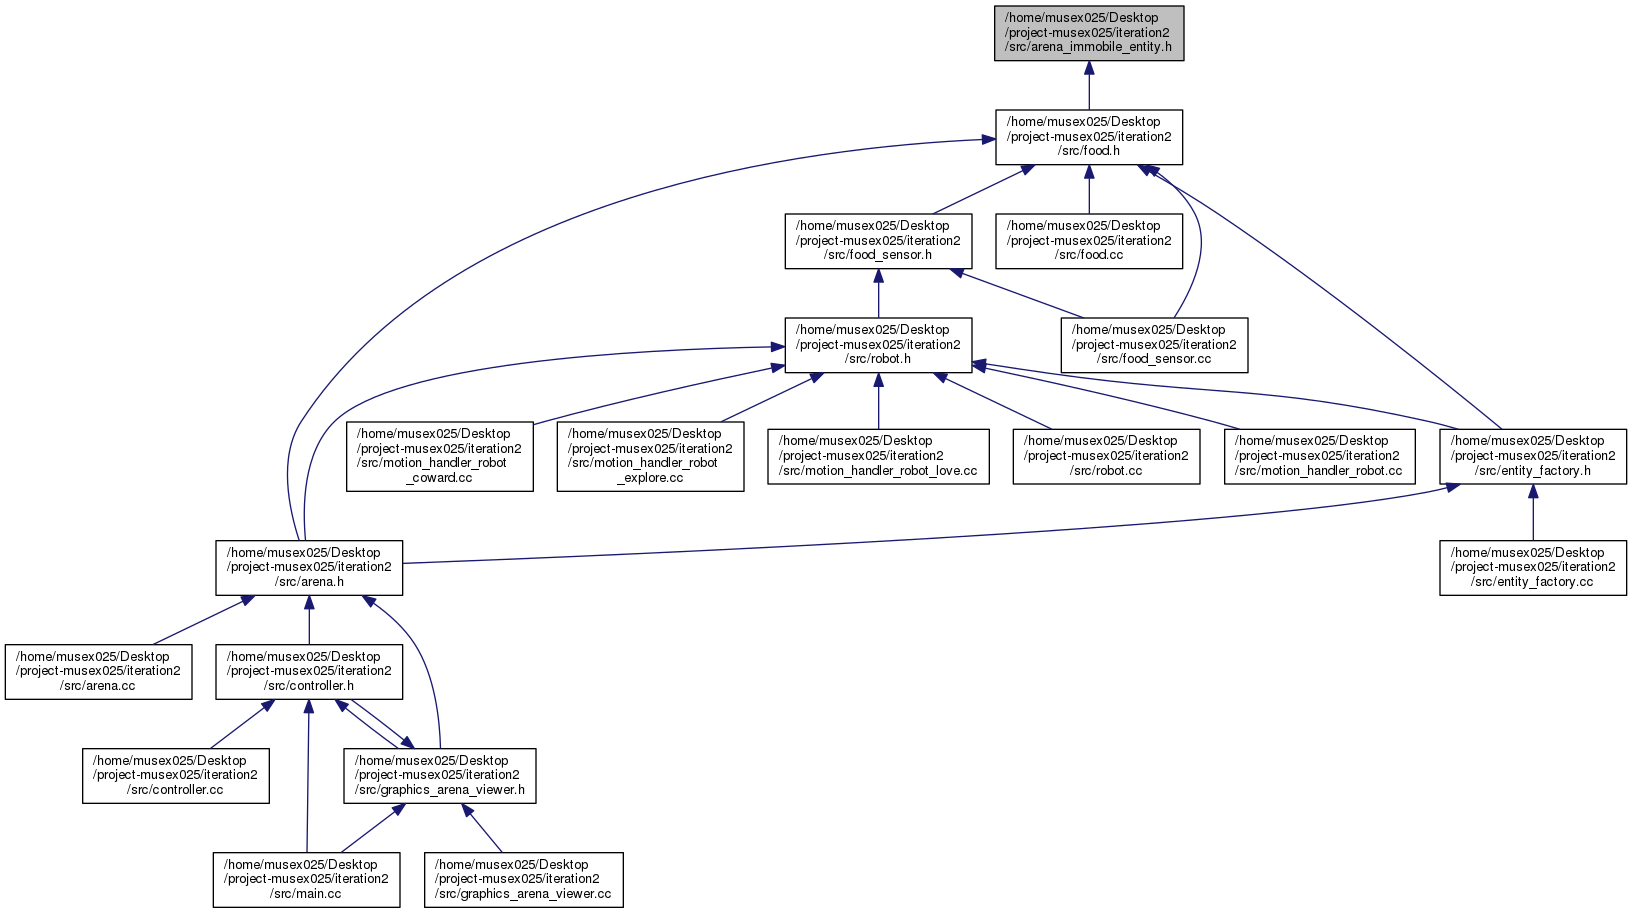 /home/musex025/Desktop
/project-musex025/iteration2
/src/arena_immobile_entity.h
/home/musex025/Desktop
/project-musex025/iteration2
/src/food.h
/home/musex025/Desktop
/project-musex025/iteration2
/src/food_sensor.h
/home/musex025/Desktop
/project-musex025/iteration2
/src/food.cc
/home/musex025/Desktop
/project-musex025/iteration2
/src/robot.h
/home/musex025/Desktop
/project-musex025/iteration2
/src/food_sensor.cc
/home/musex025/Desktop
/project-musex025/iteration2
/src/motion_handler_robot
_coward.cc
/home/musex025/Desktop
/project-musex025/iteration2
/src/motion_handler_robot
_explore.cc
/home/musex025/Desktop
/project-musex025/iteration2
/src/motion_handler_robot_love.cc
/home/musex025/Desktop
/project-musex025/iteration2
/src/robot.cc
/home/musex025/Desktop
/project-musex025/iteration2
/src/motion_handler_robot.cc
/home/musex025/Desktop
/project-musex025/iteration2
/src/entity_factory.h
/home/musex025/Desktop
/project-musex025/iteration2
/src/arena.h
/home/musex025/Desktop
/project-musex025/iteration2
/src/entity_factory.cc
/home/musex025/Desktop
/project-musex025/iteration2
/src/arena.cc
/home/musex025/Desktop
/project-musex025/iteration2
/src/controller.h
/home/musex025/Desktop
/project-musex025/iteration2
/src/controller.cc
/home/musex025/Desktop
/project-musex025/iteration2
/src/graphics_arena_viewer.h
/home/musex025/Desktop
/project-musex025/iteration2
/src/main.cc
/home/musex025/Desktop
/project-musex025/iteration2
/src/graphics_arena_viewer.cc